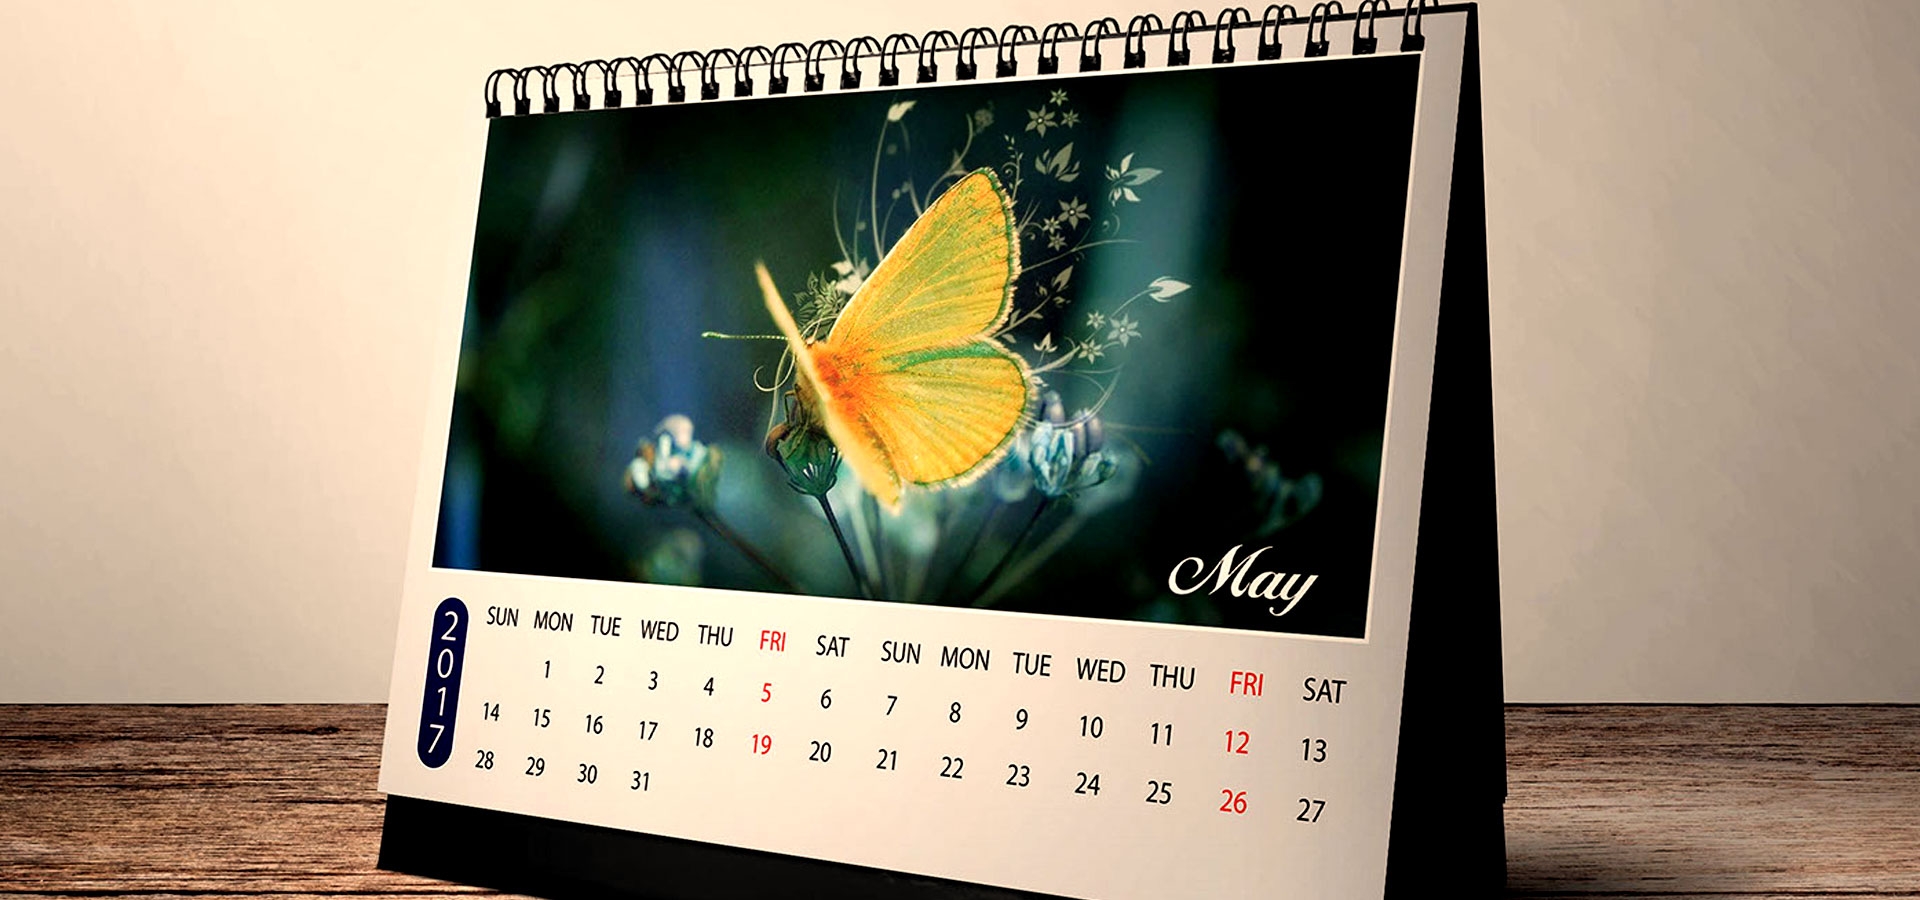 May
2017
SUN MON TUE WED THU FRI SAT SUN MON TUE WED THU FRI SAT
1 2 3 4 5 6 7 8 9 10 11 12 13
14 15 16 17 18 19 20 21 22 23 24 25 26 27
28 29 30 31